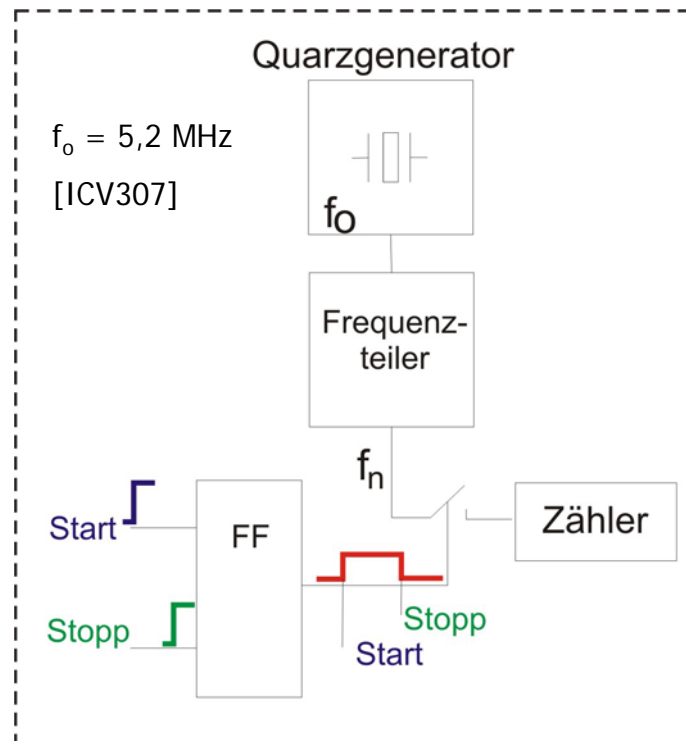 Quarzgenerator
fo = 5,2 MHz
[ICV307]
fo
Frequenz-
teiler
fn
Start
FF
Zähler
Stopp
Stopp
Start